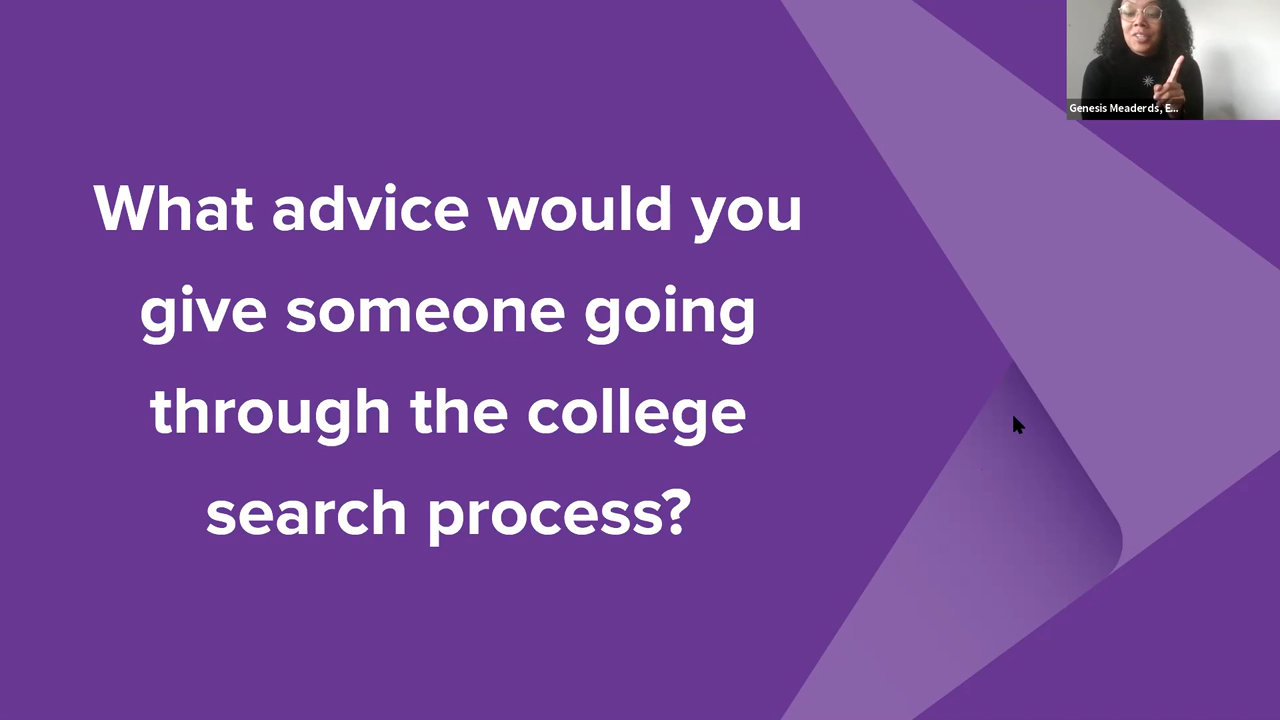 What advice would you
give someone going
through the college
search process?
Genesis Meaderds, E...